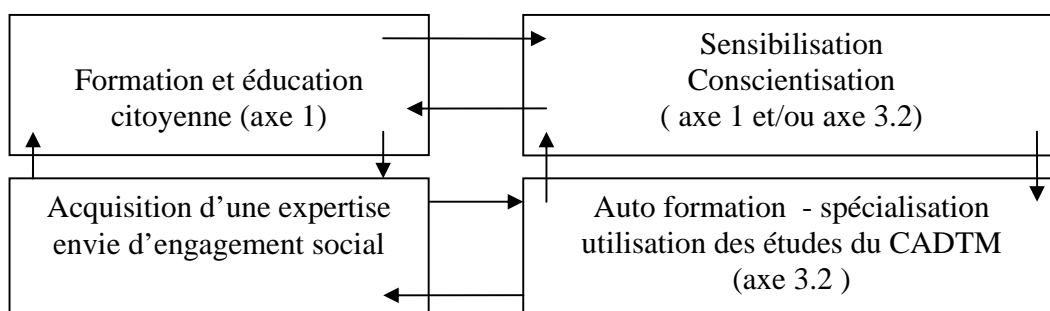 Formation et éducation
citoyenne (axe 1)
Sensibilisation
Conscientisation
( axe 1 et/ou axe 3.2)
Acquisition d'une expertise
envie d'engagement social
Auto formation  - spécialisation
utilisation des études du CADTM
(axe 3.2 )